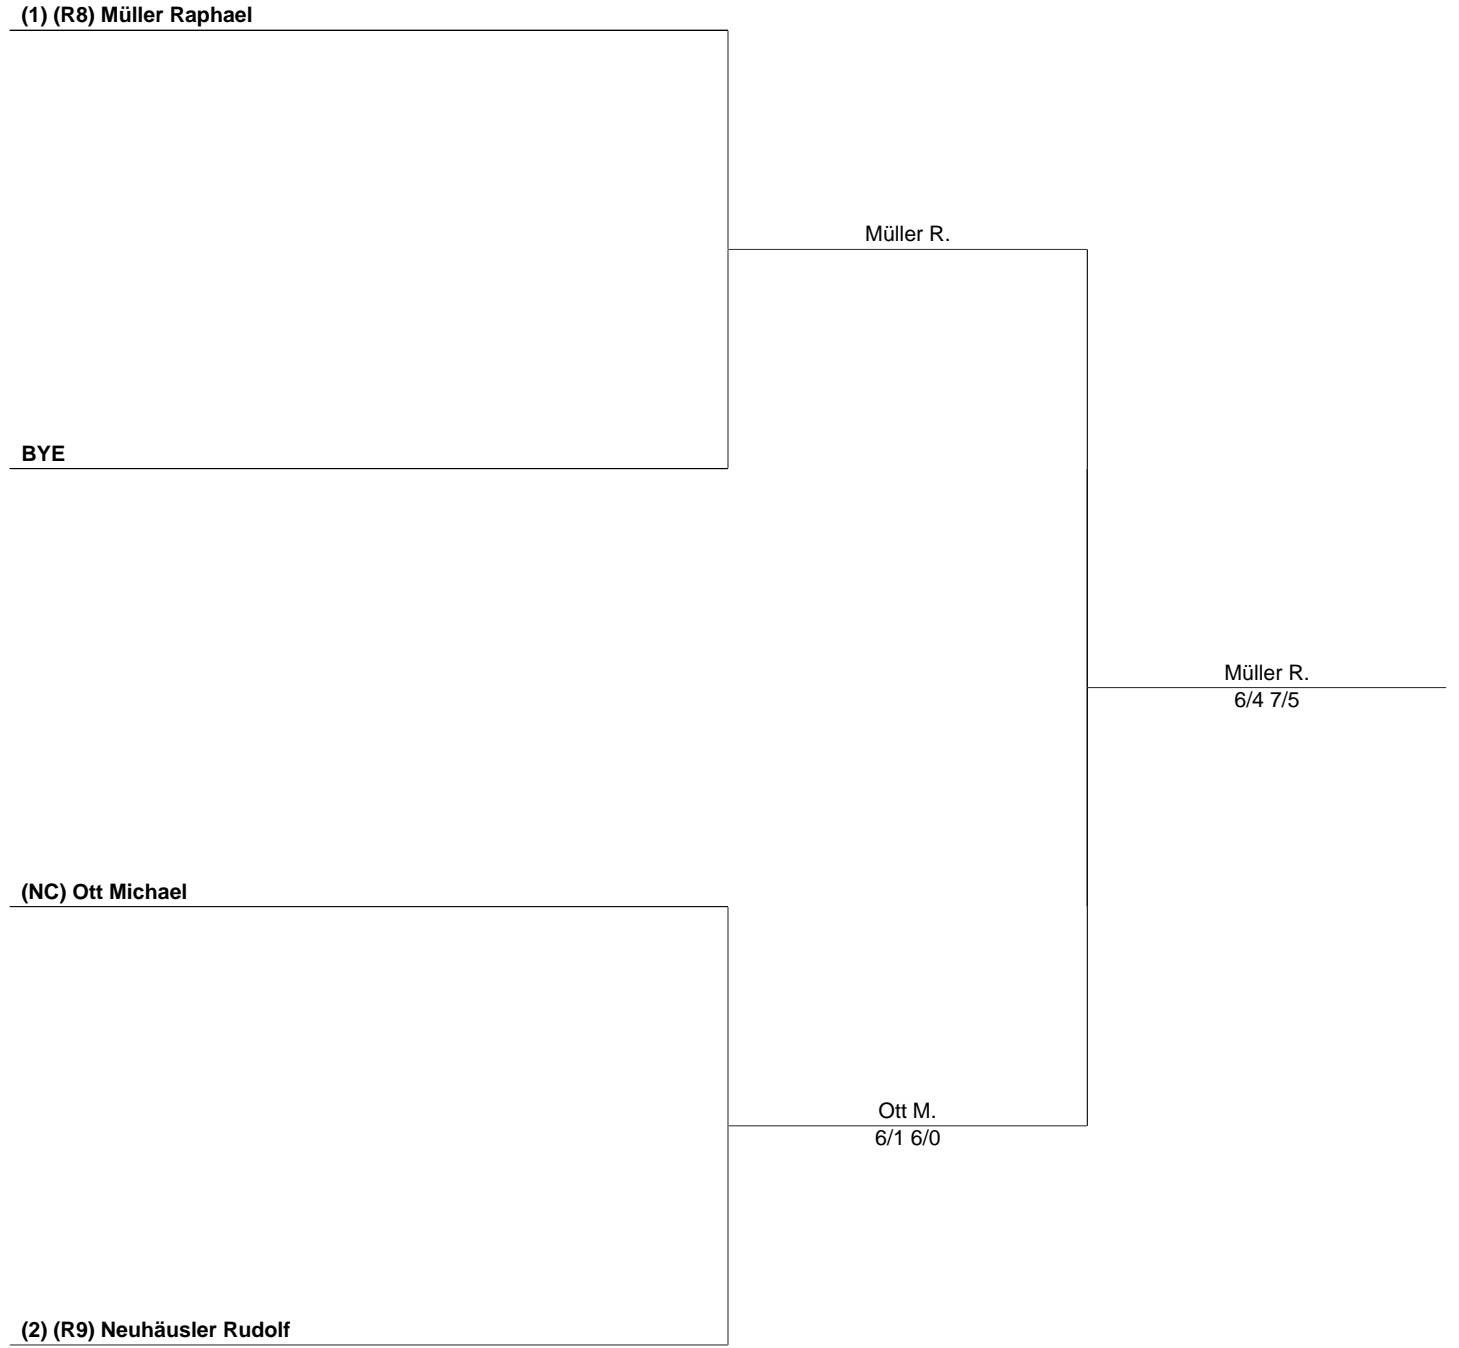 (1) (R8) Müller Raphael
Müller R.
BYE
Müller R.
6/4 7/5
(NC) Ott Michael
Ott M.
6/1 6/0
(2) (R9) Neuhäusler Rudolf